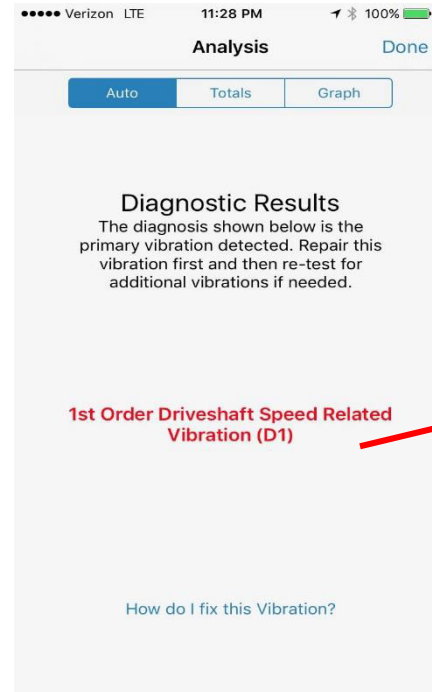 Verizon LTE 11:28 PM 100%
Analysis Done
Auto Totals Graph
Diagnostic Results
The diagnosis shown below is the
primary vibration detected. Repair this
vibration first and then re-test for
additional vibrations if needed.
1st Order Driveshaft Speed Related
Vibration (D1)
How do I fix this Vibration?